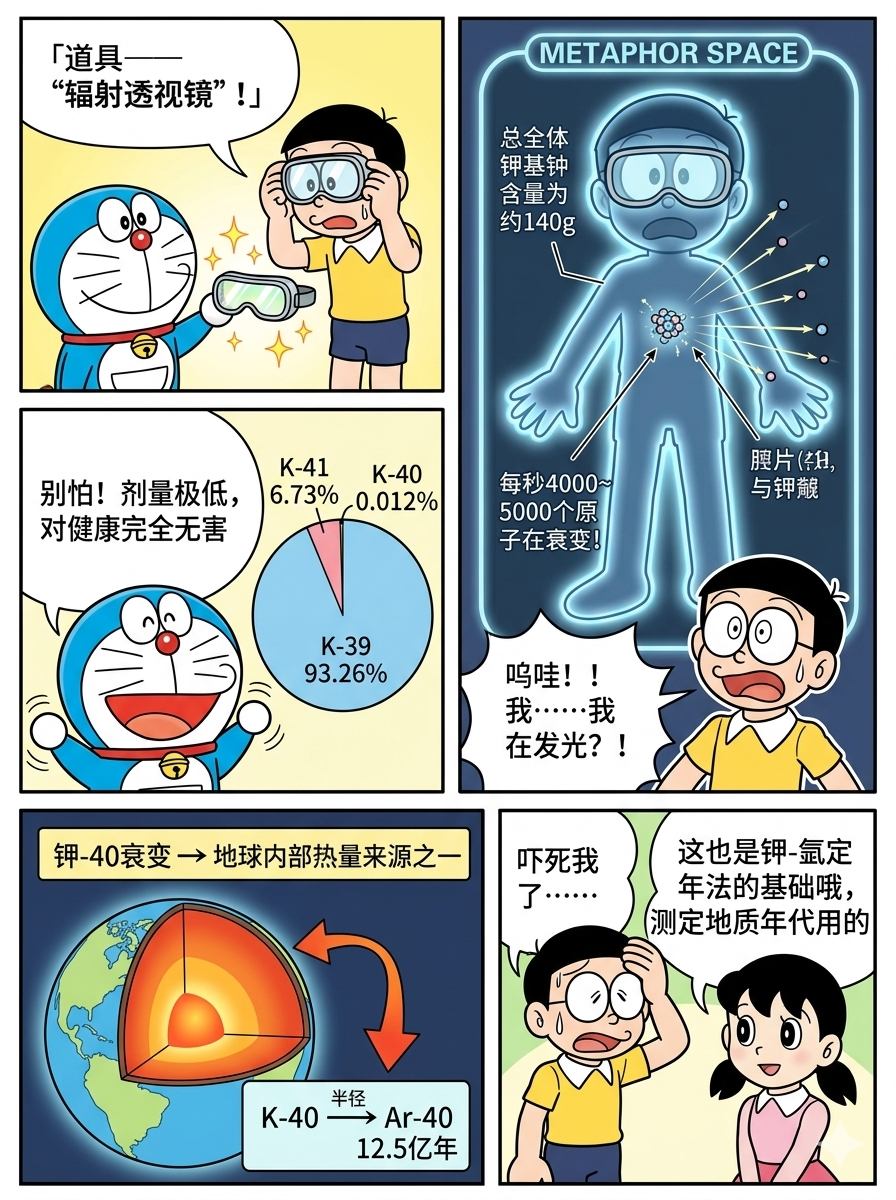 「道具——
“辐射透视镜”！」
METAPHOR SPACE
总全体
钾基钟
含量为
约140g
每秒4000~
5000个原
子在衰变!
与钾
呜哇！！
我……我
在发光？！
别怕！剂量极低，
对健康完全无害
K-41
6.73%
K-40
0.012%
K-39
93.26%
钾-40衰变 → 地球内部热量来源之一
半径
K-40 → Ar-40
12.5亿年
吓死我
了……
这也是钾-氩定
年法的基础哦，
测定地质年代用的